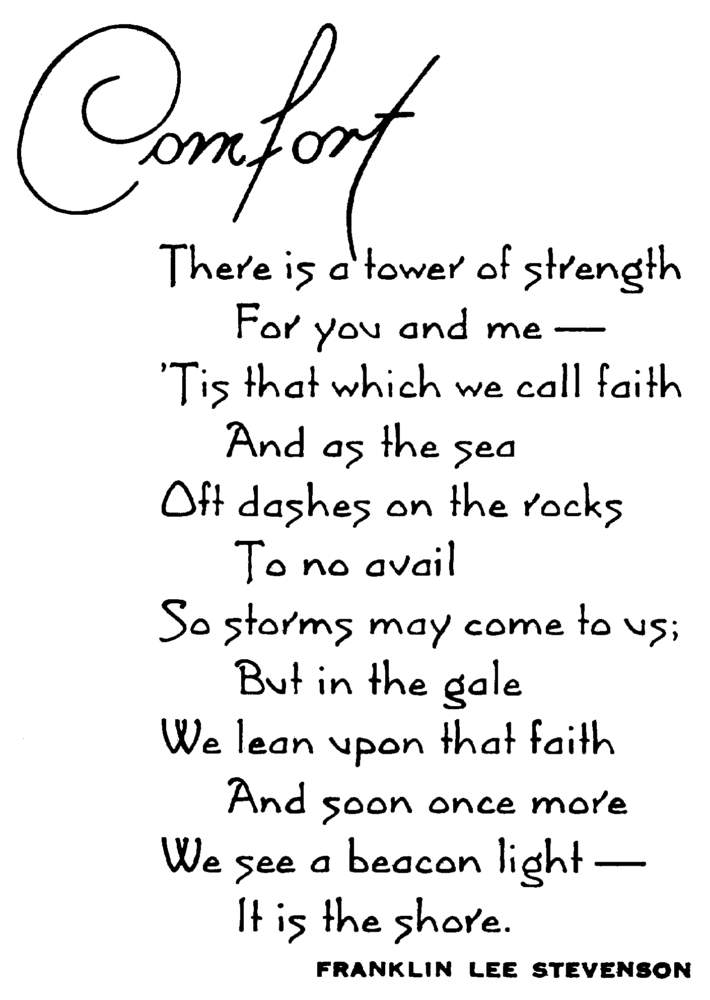 Comfort
There is a tower of strength
For you and me —
'Tis that which we call faith
And as the sea
Oft dashes on the rocks
To no avail
So storms may come to us;
But in the gale
We lean upon that faith
And soon once more
We see a beacon light —
It is the shore.
FRANKLIN LEE STEVENSON